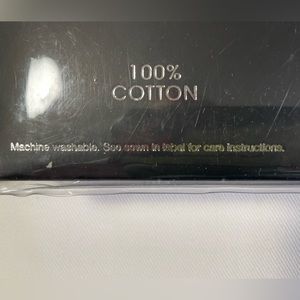 100%
COTTON
Machine washable. See sewn in label for care instructions.